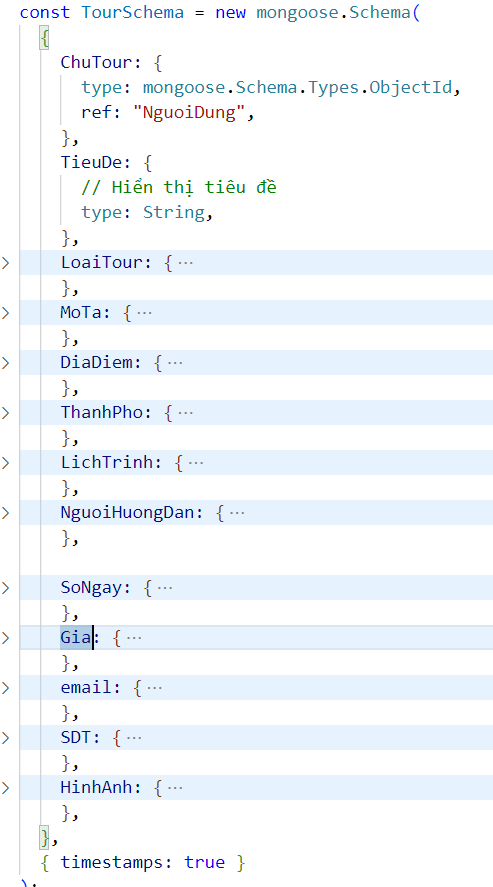 const TourSchema = new mongoose.Schema(
{
ChuTour: {
type: mongoose.Schema.Types.ObjectId,
ref: "NguoiDung",
},
TieuDe: {
// Hiển thị tiêu đề
type: String,
},
LoaiTour: { ...
},
MoTa: { ...
},
DiaDiem: { ...
},
ThanhPho: { ...
},
LichTrinh: { ...
},
NguoiHuongDan: { ...
},
SoNgay: { ...
},
Gia: { ...
},
email: { ...
},
SDT: { ...
},
HinhAnh: { ...
},
},
{ timestamps: true }
);